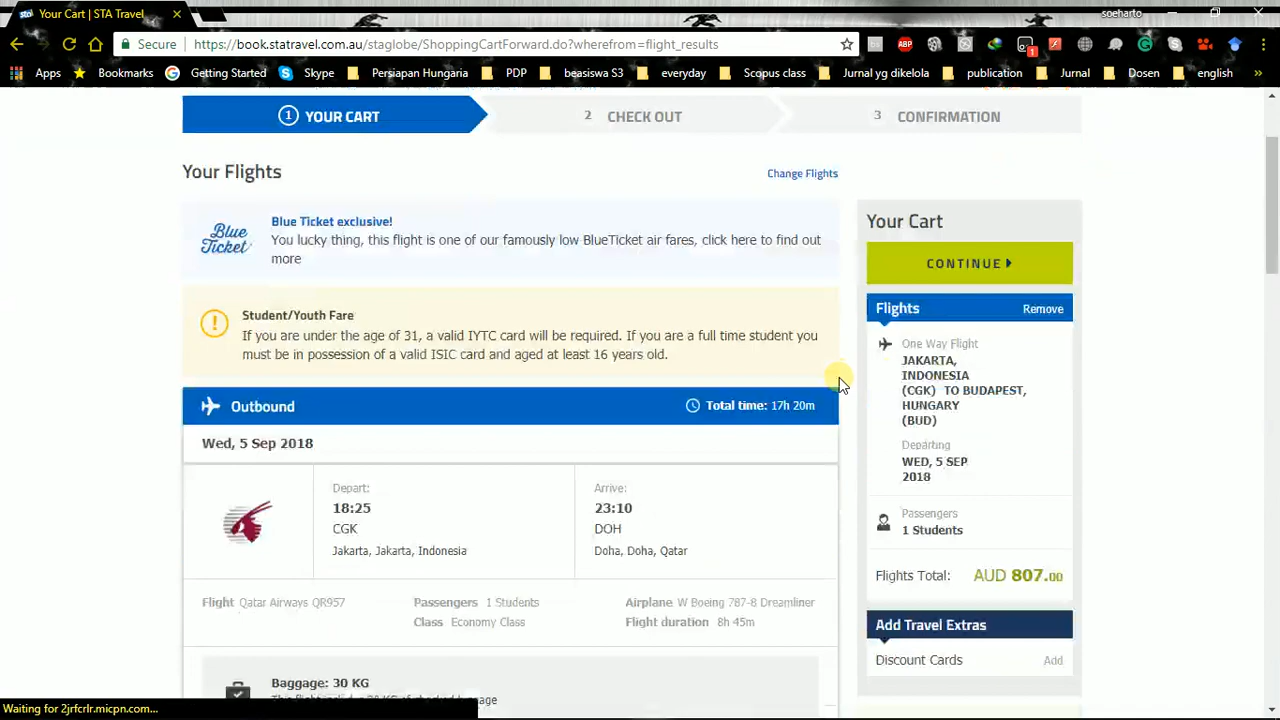 Your Cart | STA Travel
soeharto
Secure
https://book.statravel.com.au/staglobe/ShoppingCartForward.do?wherefrom=flight_results
Apps
Bookmarks
Getting Started
Skype
Persiapan Hungaria
PDP
beasiswa S3
everyday
Scopus class
Jurnal yg dikelola
publication
Jurnal
Dosen
english
1 YOUR CART
2 CHECK OUT
3 CONFIRMATION
Your Flights
Change Flights
Blue Ticket
Blue Ticket exclusive!
You lucky thing, this flight is one of our famously low BlueTicket air fares, click here to find out
more
Student/Youth Fare
If you are under the age of 31, a valid IYTC card will be required. If you are a full time student you
must be in possession of a valid ISIC card and aged at least 16 years old.
Outbound
Total time: 17h 20m
Wed, 5 Sep 2018
Depart:
18:25
CGK
Jakarta, Jakarta, Indonesia
Arrive:
23:10
DOH
Doha, Doha, Qatar
Flight Qatar Airways QR957
Passengers 1 Students
Class Economy Class
Airplane W Boeing 787-8 Dreamliner
Flight duration 8h 45m
Baggage: 30 KG
Your Cart
CONTINUE
Flights
Remove
One Way Flight
JAKARTA,
INDONESIA
(CGK) TO BUDAPEST,
HUNGARY
(BUD)
Departing
WED, 5 SEP
2018
Passengers
1 Students
Flights Total: AUD 807.00
Add Travel Extras
Discount Cards Add
Waiting for 2jrfcrlr.micpn.com...